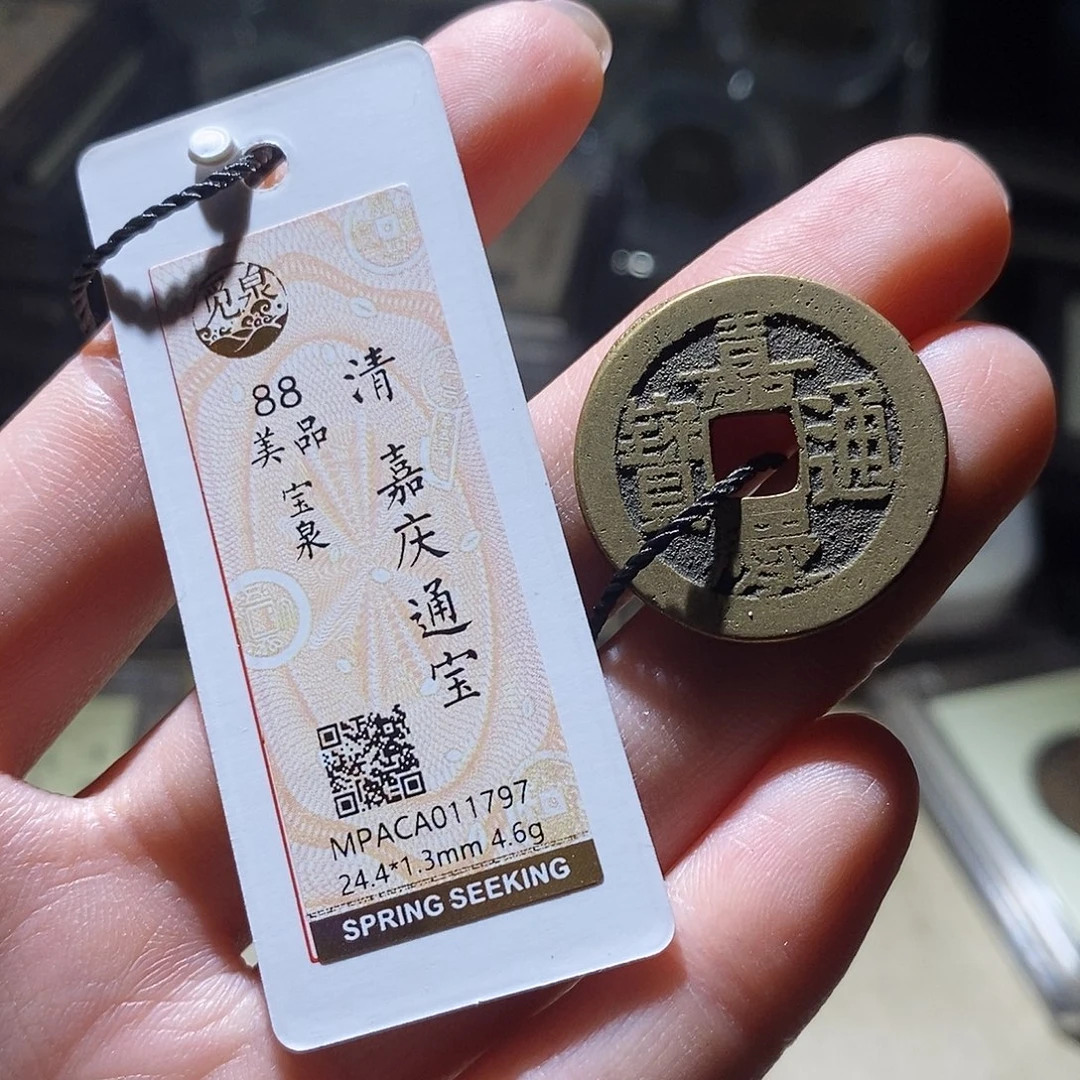 觅泉
88
美品
宝泉
清
嘉庆通宝
MPACA011797
24.4*1.3mm 4.6g
SPRING SEEKING
嘉慶通寶